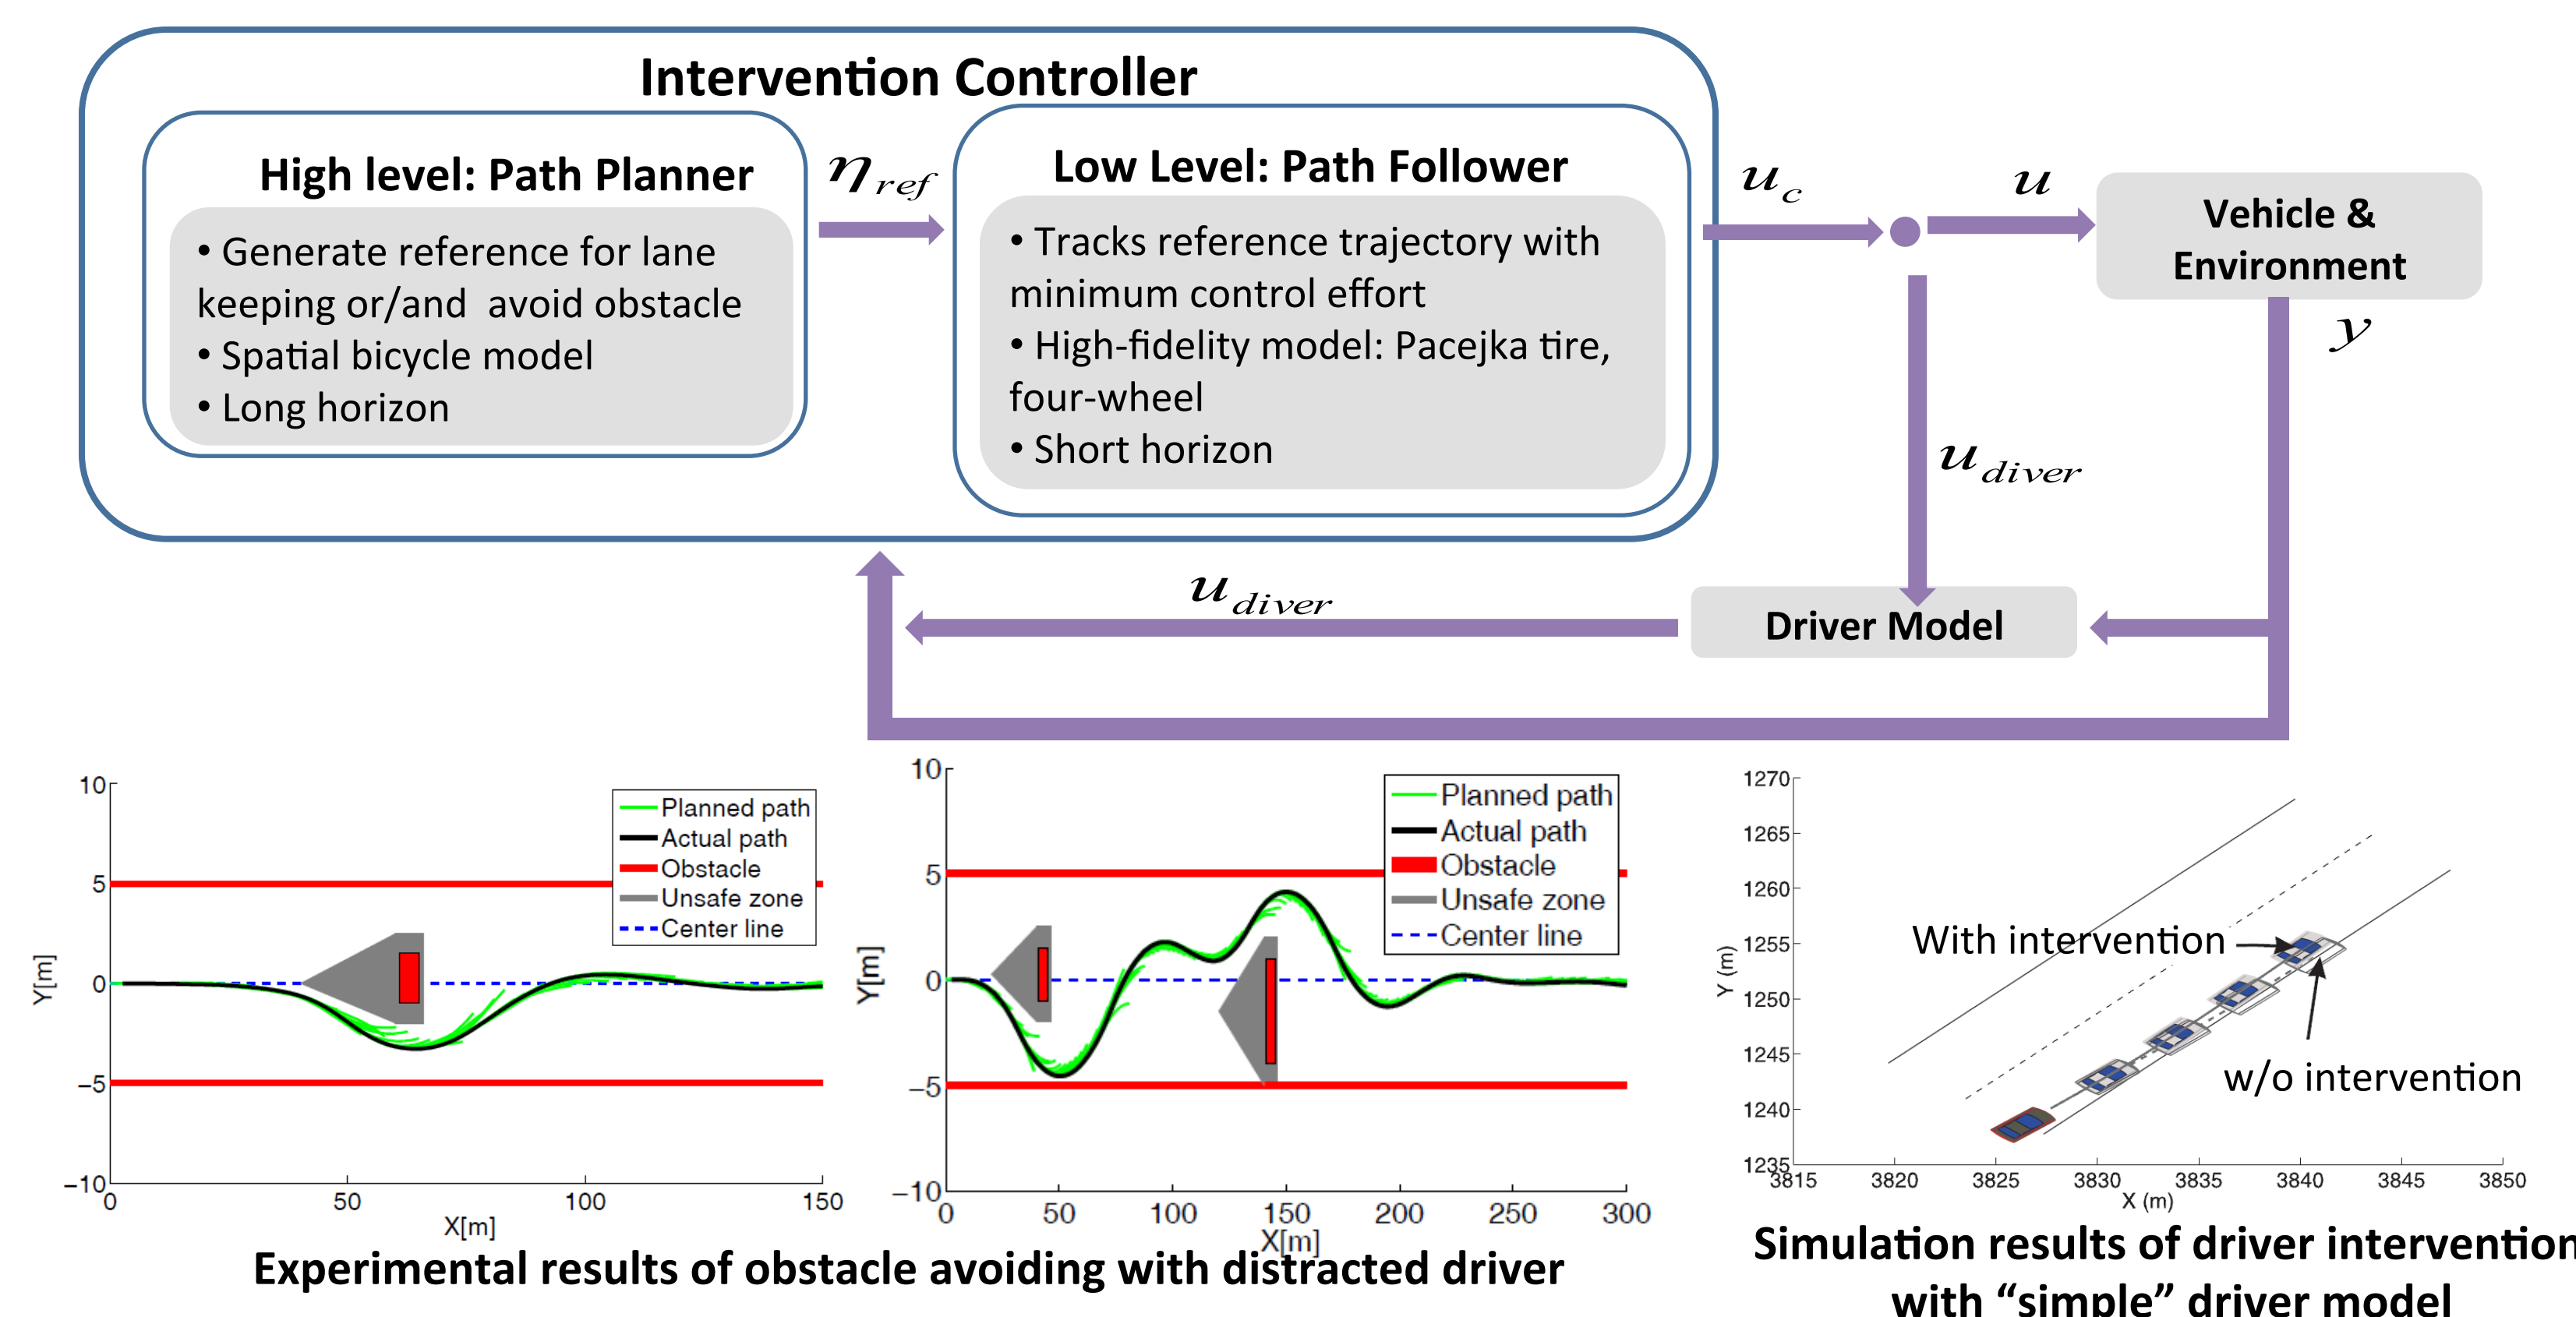 Intervention Controller
High level: Path Planner
• Generate reference for lane
keeping or/and avoid obstacle
• Spatial bicycle model
• Long horizon
η ref
Low Level: Path Follower
• Tracks reference trajectory with
minimum control effort
• High-fidelity model: Pacejka tire,
four-wheel
• Short horizon
u c
u
Vehicle &
Environment
y
u diver
u diver
Driver Model
10
5
0
−5
−10
Y[m]
0 50 100 150
X[m]
Planned path
Actual path
Obstacle
Unsafe zone
Center line
10
5
0
−5
−10
Y[m]
0 50 100 150 200 250 300
X[m]
Planned path
Actual path
Obstacle
Unsafe zone
Center line
Experimental results of obstacle avoiding with distracted driver
1270
1265
1260
1255
1250
1245
1240
1235
Y (m)
With intervention
w/o intervention
3815 3820 3825 3830 3835 3840 3845 3850
X (m)
Simulation results of driver intervention
with “simple” driver model